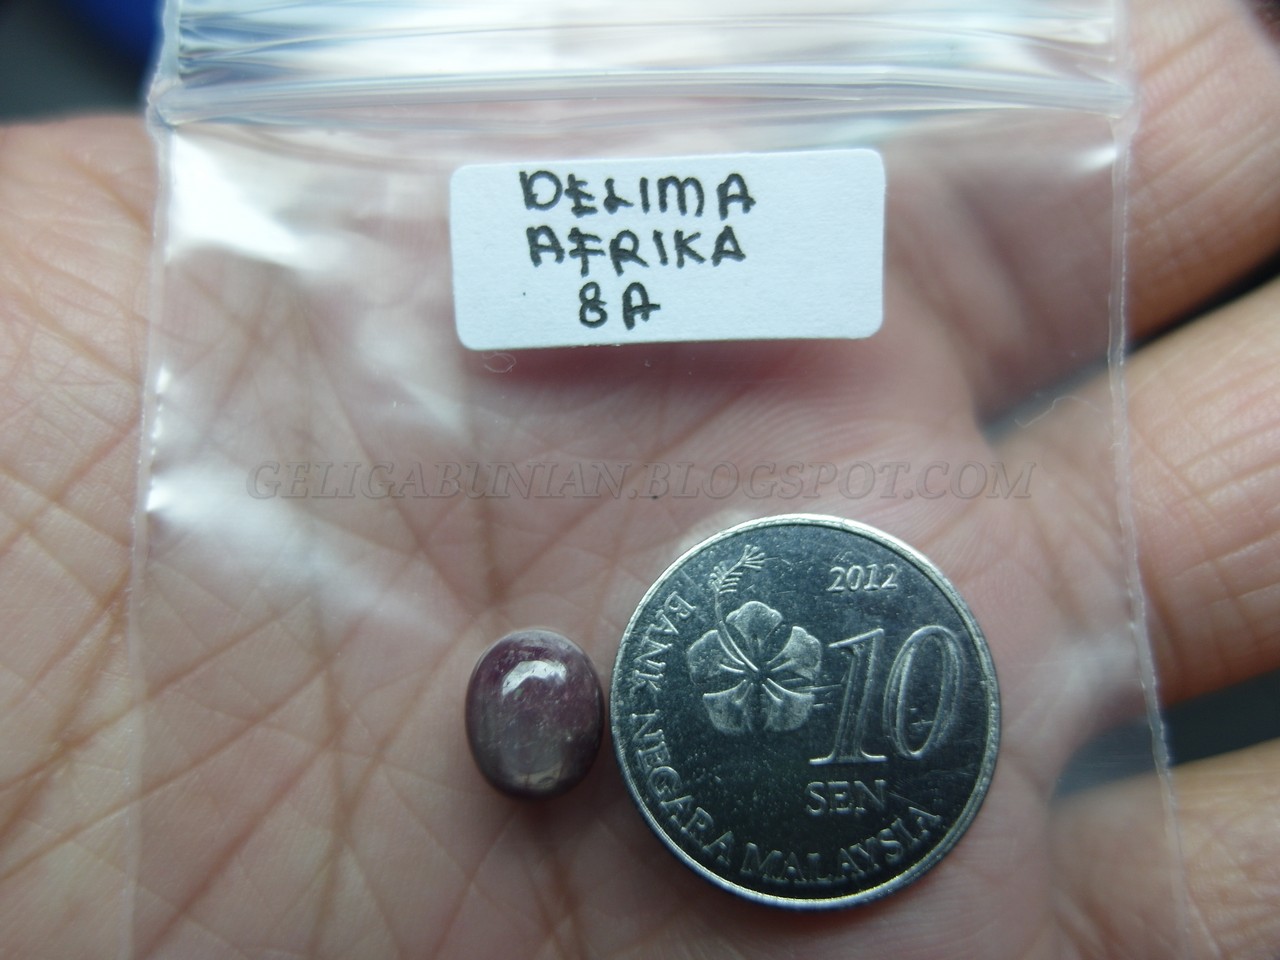 DELIMA
AFRIKA
8A
GELIGABUNIAN.BLOGSPOT.COM
2012
10
SEN
BANK NEGARA MALAYSIA